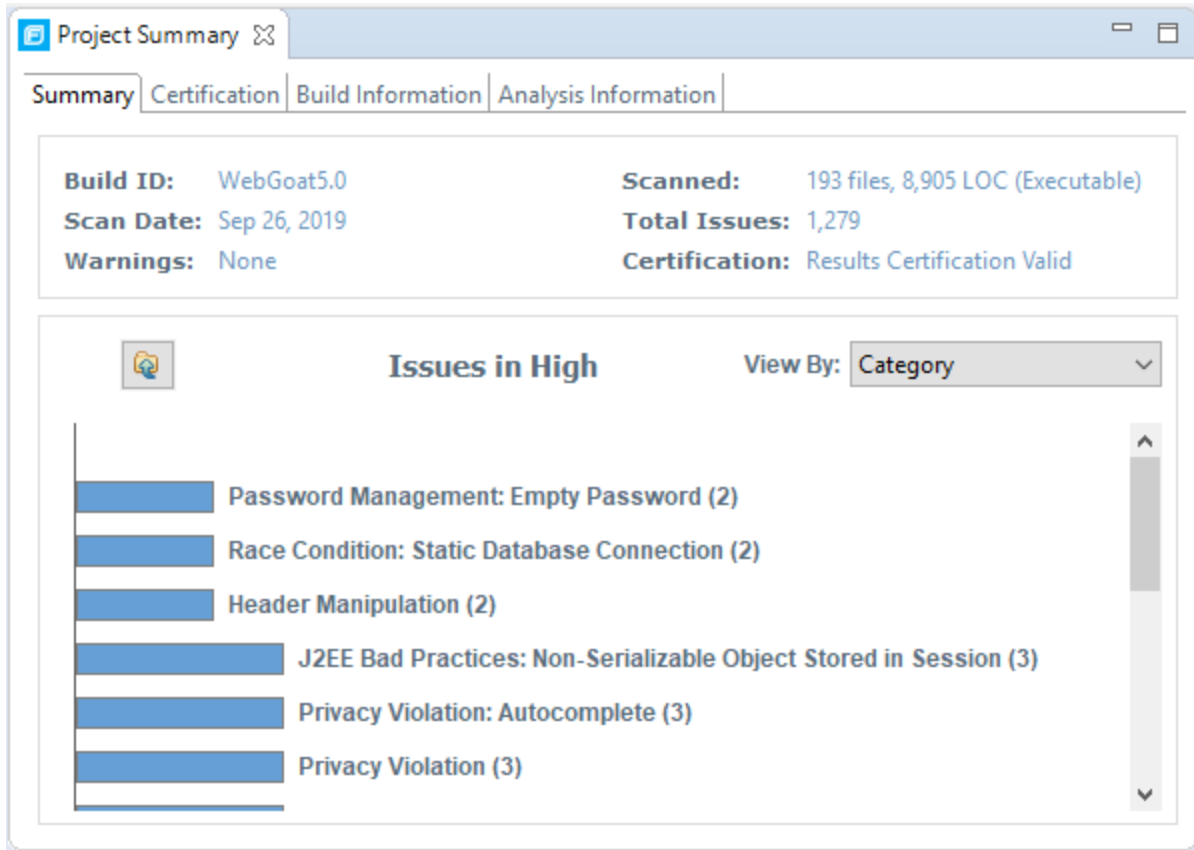 Project Summary
Summary Certification Build Information Analysis Information
Build ID: WebGoat5.0 Scanned: 193 files, 8,905 LOC (Executable)
Scan Date: Sep 26, 2019 Total Issues: 1,279
Warnings: None Certification: Results Certification Valid
Issues in High View By: Category
Password Management: Empty Password (2)
Race Condition: Static Database Connection (2)
Header Manipulation (2)
J2EE Bad Practices: Non-Serializable Object Stored in Session (3)
Privacy Violation: Autocomplete (3)
Privacy Violation (3)